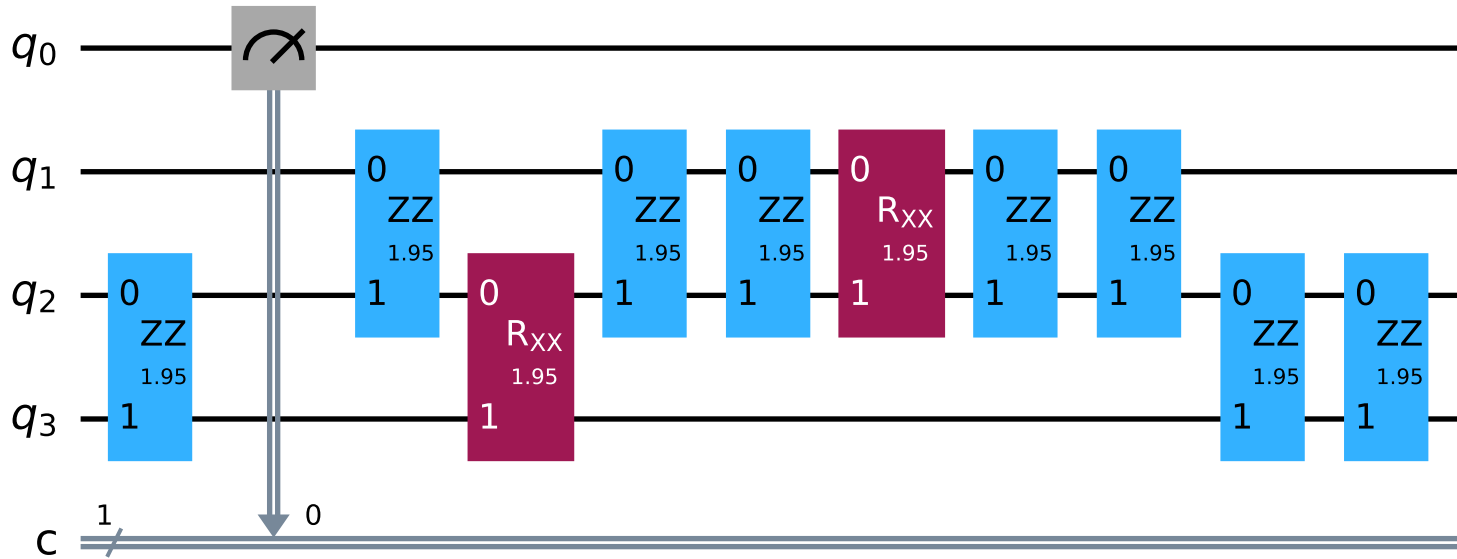 q0
q1 0 0 0 0 0 0
ZZ ZZ ZZ RXX ZZ ZZ
1.95 1.95 1.95 1.95 1.95 1.95
q2 0 1 0 1 1 1 1 1 0 0
ZZ RXX ZZ ZZ
1.95 1.95 1.95 1.95
q3 1 1 1 1
1 0
c